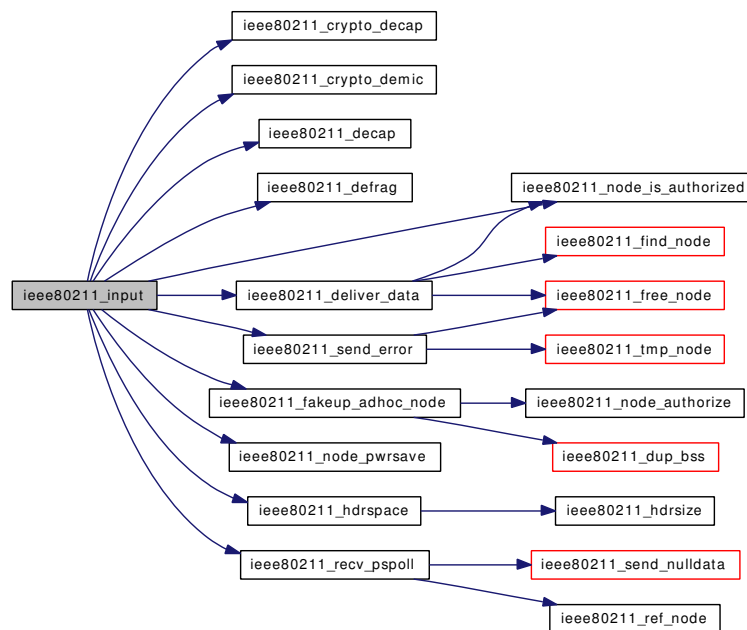 ieee80211_crypto_decap
ieee80211_crypto_demic
ieee80211_decap
ieee80211_defrag
ieee80211_node_is_authorized
ieee80211_find_node
ieee80211_input
ieee80211_deliver_data
ieee80211_free_node
ieee80211_send_error
ieee80211_tmp_node
ieee80211_fakeup_adhoc_node
ieee80211_node_authorize
ieee80211_node_pwrsave
ieee80211_dup_bss
ieee80211_hdrspace
ieee80211_hdrsize
ieee80211_recv_pspoll
ieee80211_send_nulldata
ieee80211_ref_node